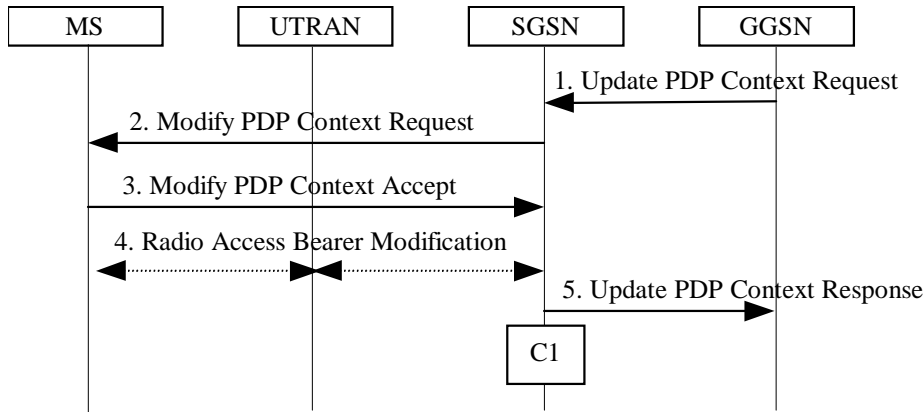 MS
UTRAN
SGSN
GGSN
1. Update PDP Context Request
2. Modify PDP Context Request
3. Modify PDP Context Accept
4. Radio Access Bearer Modification
5. Update PDP Context Response
C1